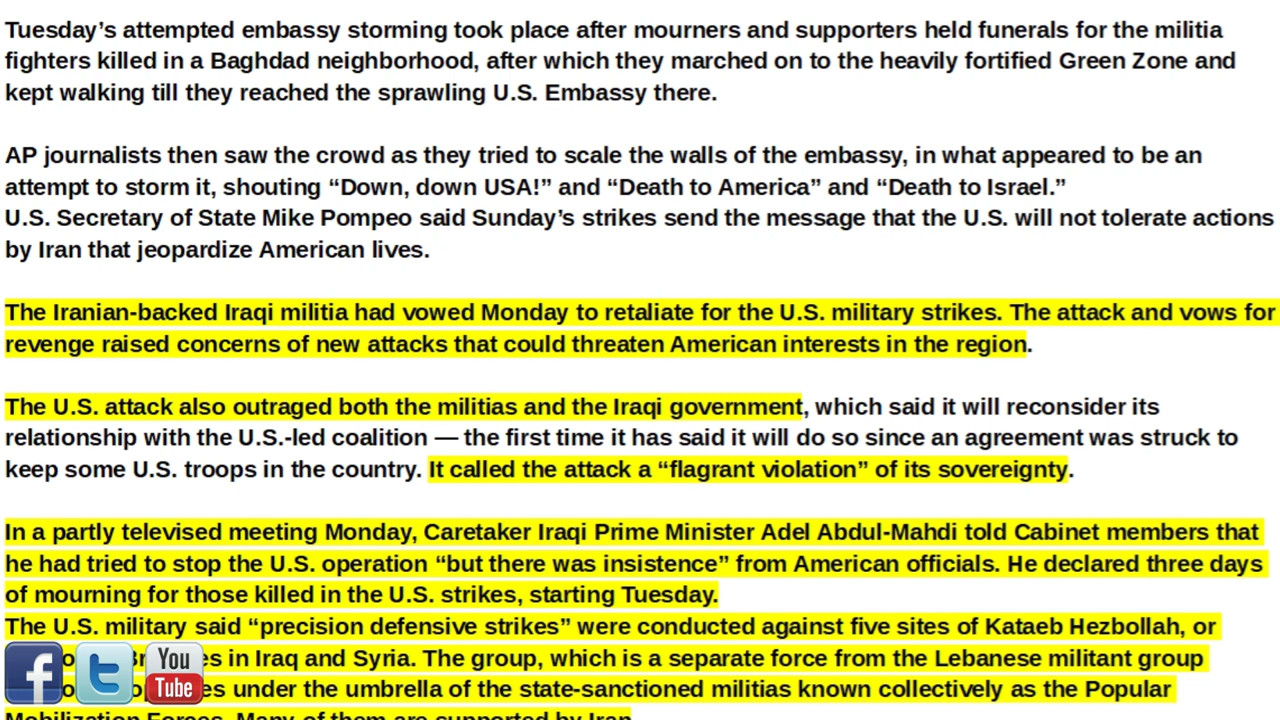 Tuesday’s attempted embassy storming took place after mourners and supporters held funerals for the militia
fighters killed in a Baghdad neighborhood, after which they marched on to the heavily fortified Green Zone and
kept walking till they reached the sprawling U.S. Embassy there.
AP journalists then saw the crowd as they tried to scale the walls of the embassy, in what appeared to be an
attempt to storm it, shouting “Down, down USA!” and “Death to America” and “Death to Israel.”
U.S. Secretary of State Mike Pompeo said Sunday’s strikes send the message that the U.S. will not tolerate actions
by Iran that jeopardize American lives.
The Iranian-backed Iraqi militia had vowed Monday to retaliate for the U.S. military strikes. The attack and vows for
revenge raised concerns of new attacks that could threaten American interests in the region.
The U.S. attack also outraged both the militias and the Iraqi government, which said it will reconsider its
relationship with the U.S.-led coalition — the first time it has said it will do so since an agreement was struck to
keep some U.S. troops in the country. It called the attack a “flagrant violation” of its sovereignty.
In a partly televised meeting Monday, Caretaker Iraqi Prime Minister Adel Abdul-Mahdi told Cabinet members that
he had tried to stop the U.S. operation “but there was insistence” from American officials. He declared three days
of mourning for those killed in the U.S. strikes, starting Tuesday.
The U.S. military said “precision defensive strikes” were conducted against five sites of Kataeb Hezbollah, or
in Iraq and Syria. The group, which is a separate force from the Lebanese militant group
under the umbrella of the state-sanctioned militias known collectively as the Popular
Mobilization Forces. Many of them are supported by Iran
You
Tube